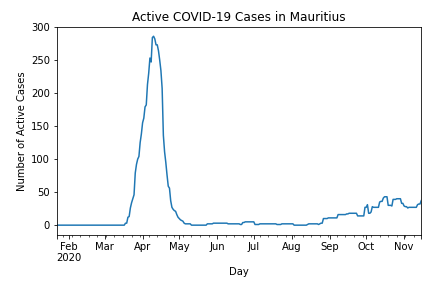 Active COVID-19 Cases in Mauritius
300
250
200
150
100
50
0
Number of Active Cases
Feb Mar Apr May Jun Jul Aug Sep Oct Nov
2020
Day